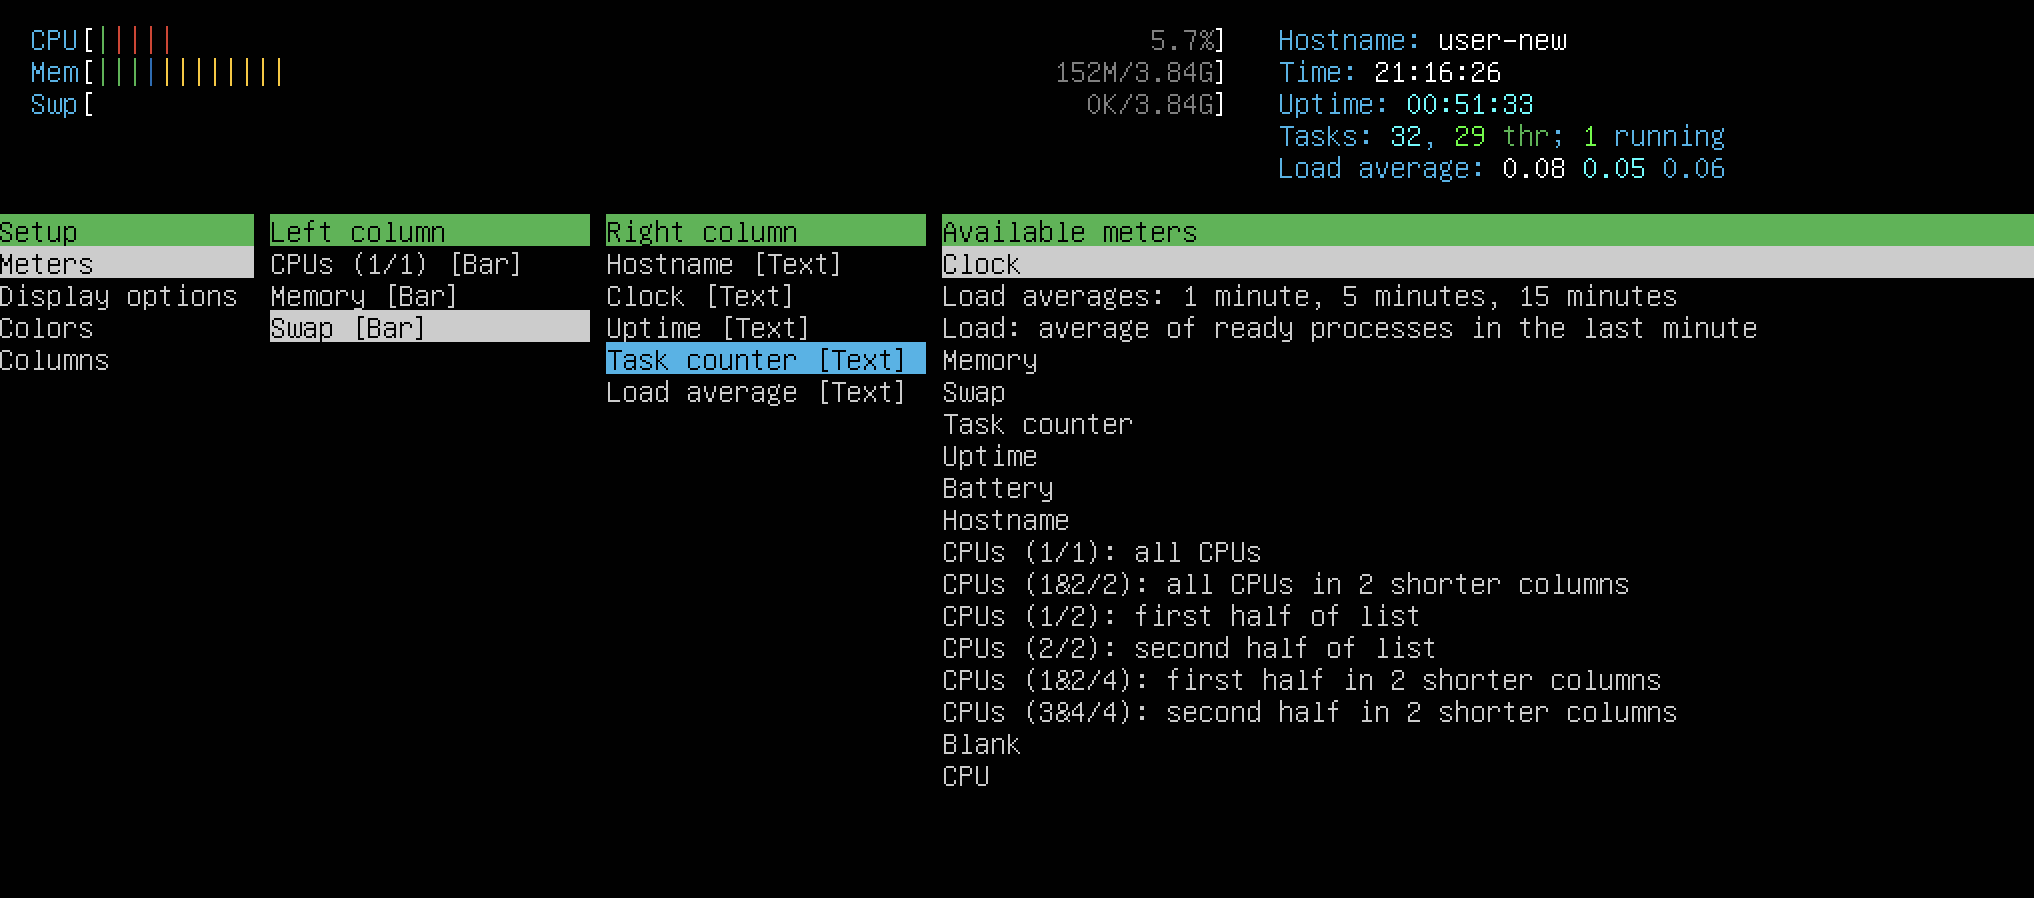 CPU[||||| 5.7%]
Mem[|||||||||||| 152M/3.84G]
Swp[ 0K/3.84G]
Hostname: user-new
Time: 21:16:26
Uptime: 00:51:33
Tasks: 32, 29 thr; 1 running
Load average: 0.08 0.05 0.06
Setup
Meters
Display options
Colors
Columns
Left column
CPUs (1/1) [Bar]
Memory [Bar]
Swap [Bar]
Right column
Hostname [Text]
Clock [Text]
Uptime [Text]
Task counter [Text]
Load average [Text]
Available meters
Clock
Load averages: 1 minute, 5 minutes, 15 minutes
Load: average of ready processes in the last minute
Memory
Swap
Task counter
Uptime
Battery
Hostname
CPUs (1/1): all CPUs
CPUs (1&2/2): all CPUs in 2 shorter columns
CPUs (1/2): first half of list
CPUs (2/2): second half of list
CPUs (1&2/4): first half in 2 shorter columns
CPUs (3&4/4): second half in 2 shorter columns
Blank
CPU